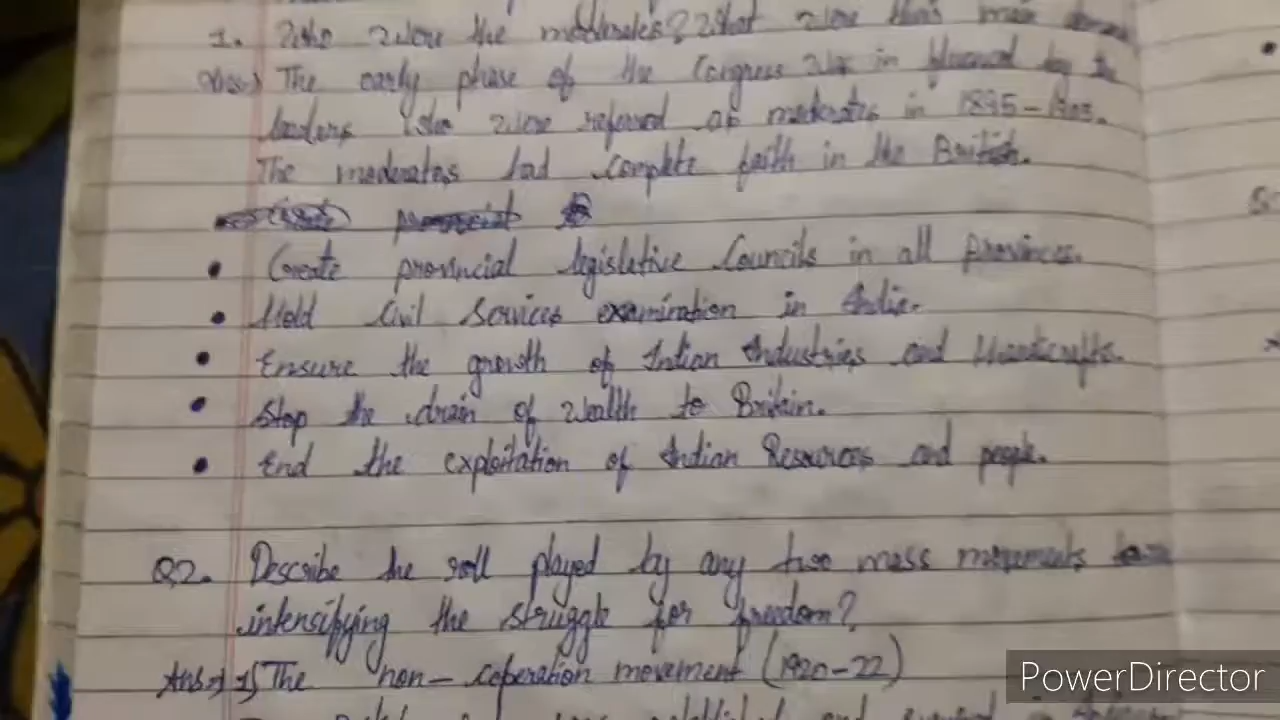 1. Who were the moderates? What were their main
Ans:) The early phase of the Congress was in by the
leaders were referred as moderates in 1895-1905.
The moderates had complete faith in the British.
• Create provincial legislative Councils in all provinces.
• Hold Civil Services examination in India.
• Ensure the growth of Indian Industries and Handicrafts.
• Stop the drain of Wealth to Britain.
• End the exploitation of Indian Resources and people.
Q2. Describe the roll played by any two mass movements
intensifying the struggle for freedom?
Ans:) 1) The non-coperation movement (1920-22)
PowerDirector